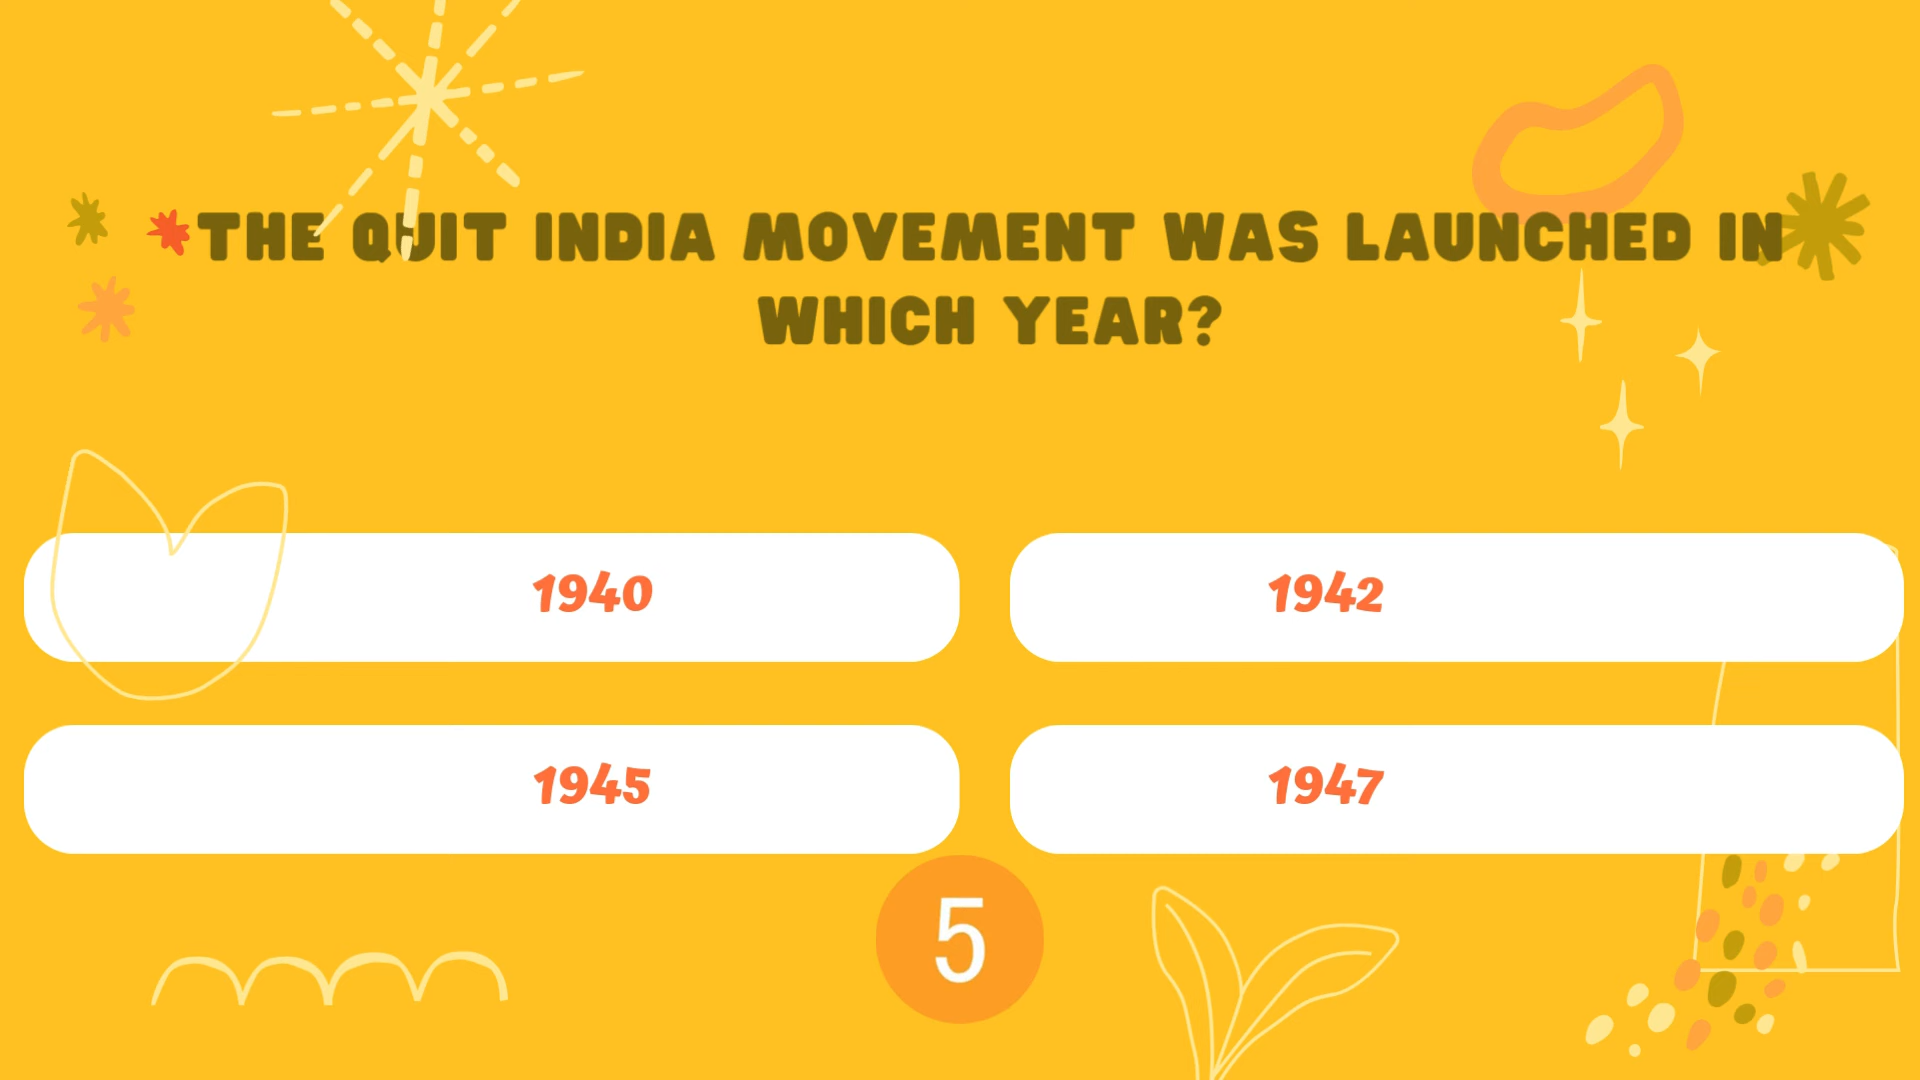 THE QUIT INDIA MOVEMENT WAS LAUNCHED IN
WHICH YEAR?
1940
1942
1945
1947
5